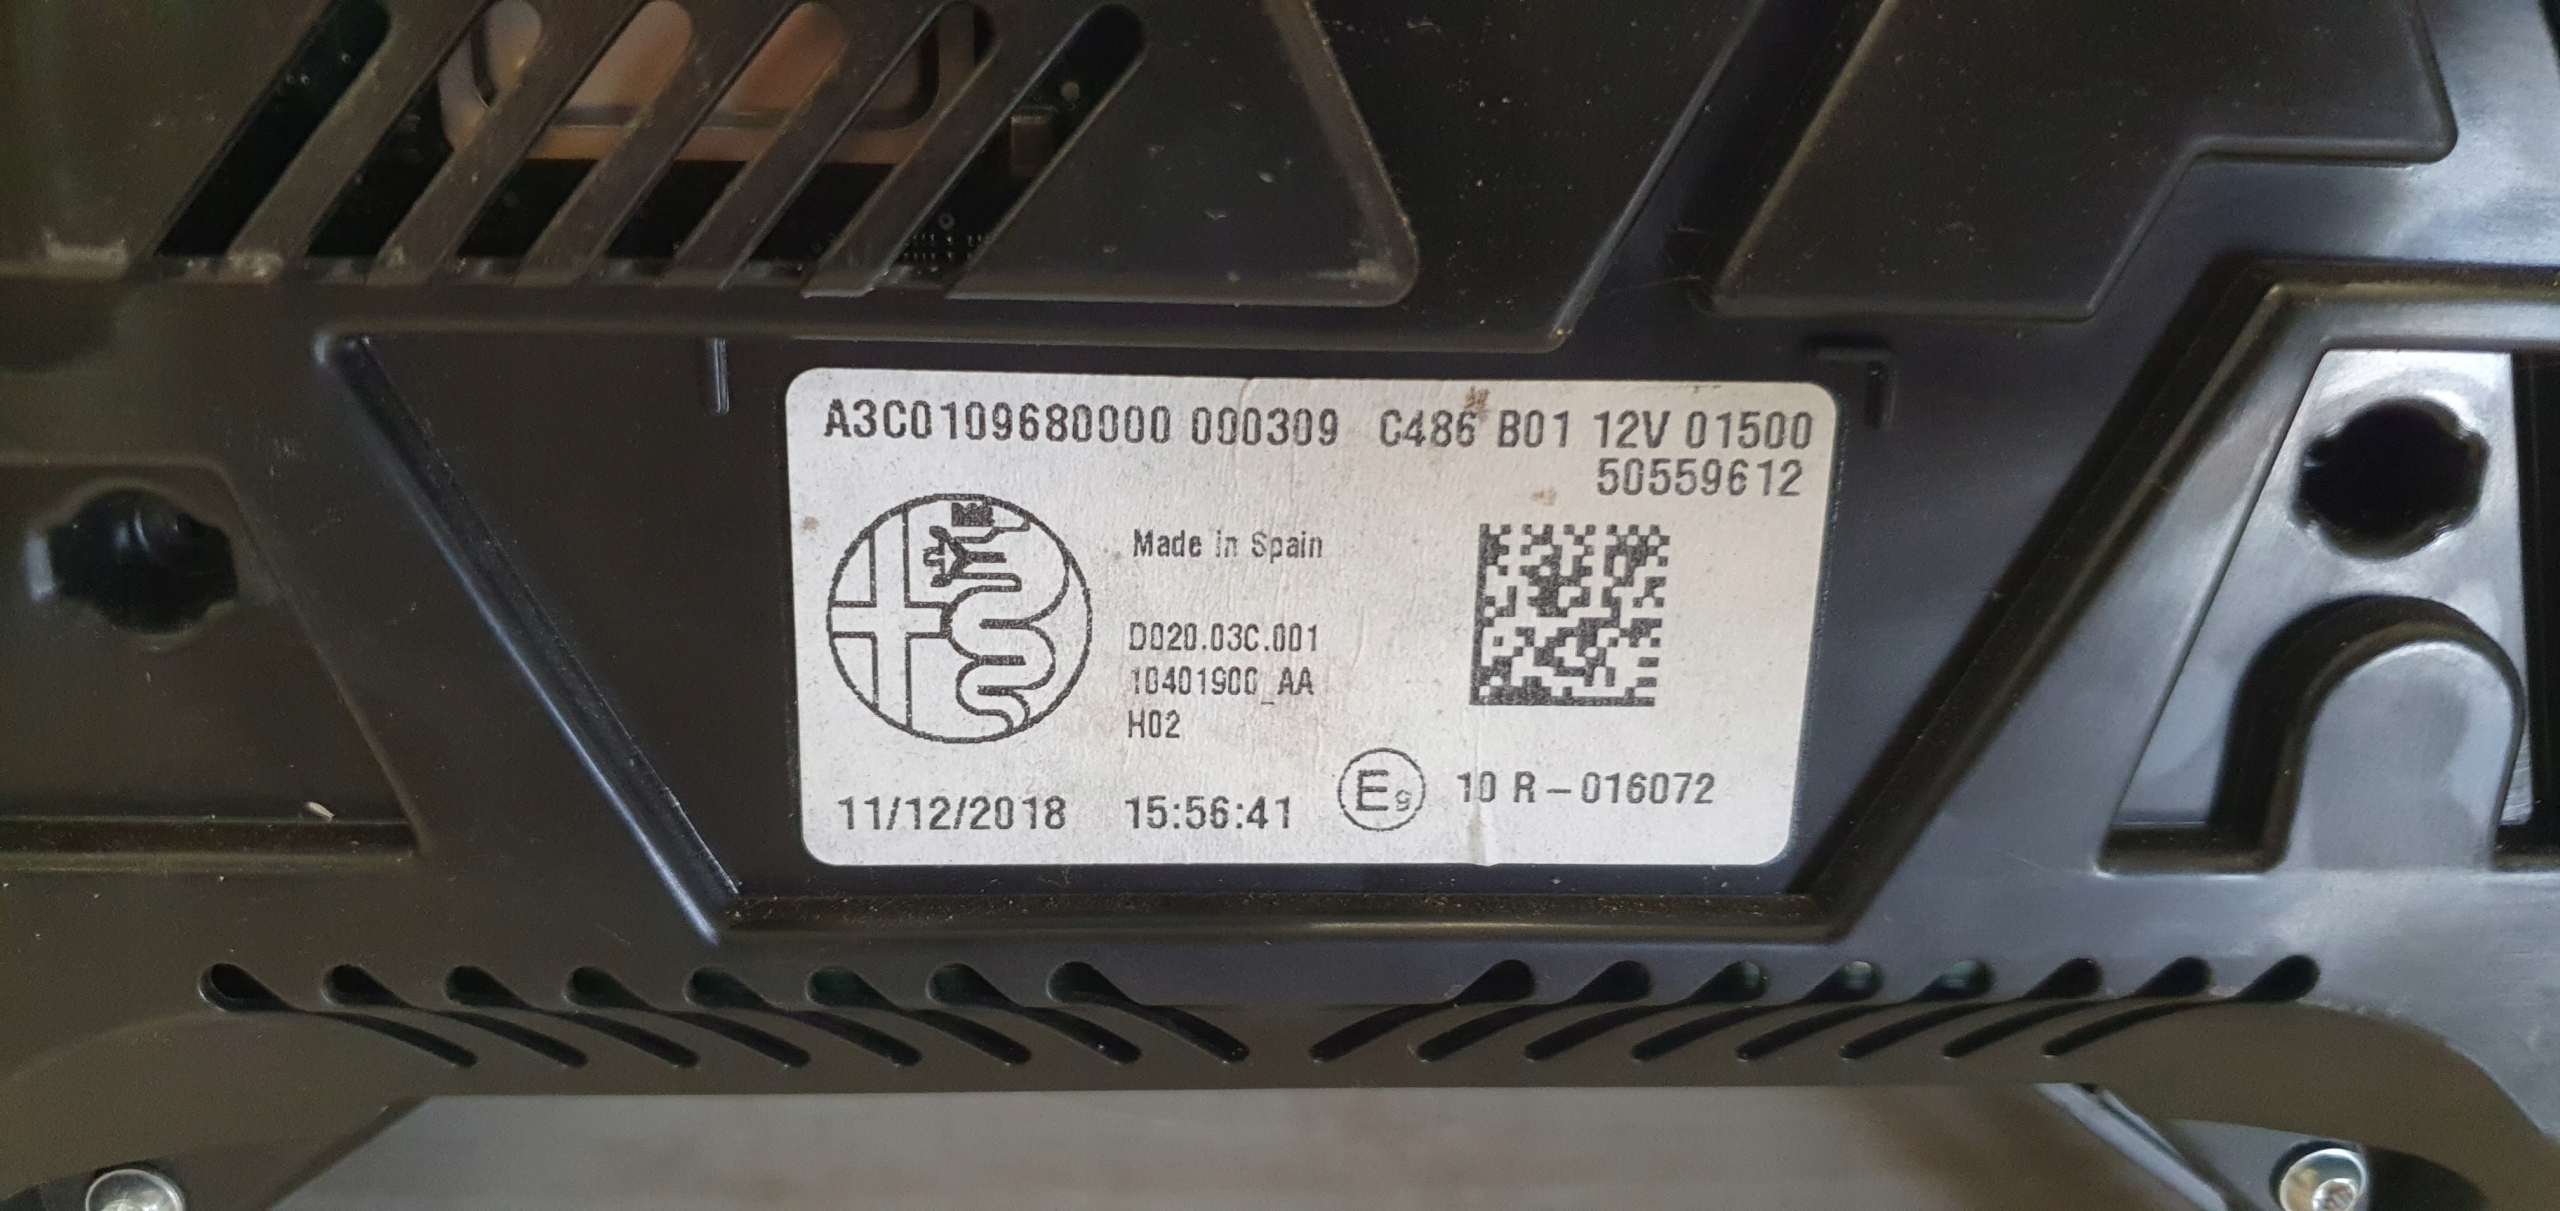 A3C0109680000 000309 C486 B01 12V 01500
50559612
Made in Spain
D020.03C.001
10401900_AA
H02
11/12/2018 15:56:41 E9 10 R-016072